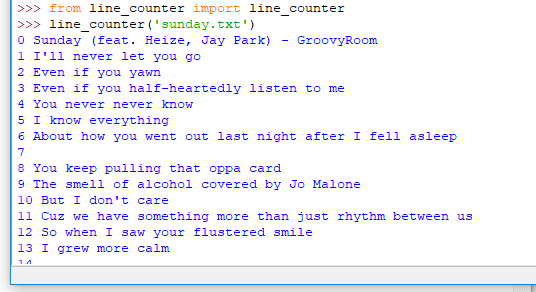 >>> from line_counter import line_counter
>>> line_counter('sunday.txt')
0 Sunday (feat. Heize, Jay Park) - GroovyRoom
1 I'll never let you go
2 Even if you yawn
3 Even if you half-heartedly listen to me
4 You never never know
5 I know everything
6 About how you went out last night after I fell asleep
7
8 You keep pulling that oppa card
9 The smell of alcohol covered by Jo Malone
10 But I don't care
11 Cuz we have something more than just rhythm between us
12 So when I saw your flustered smile
13 I grew more calm
14